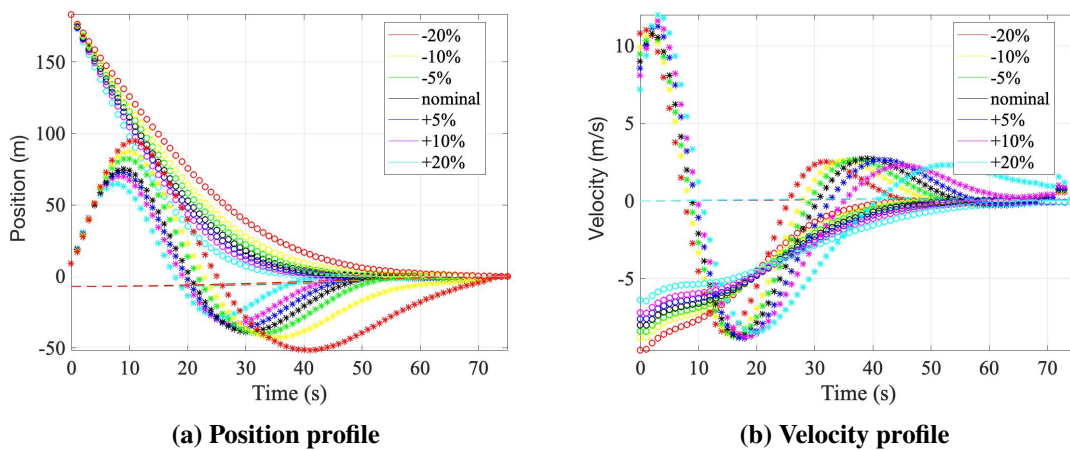 -20%
-10%
-5%
nominal
+5%
+10%
+20%
Position (m)
150
100
50
0
-50
0 10 20 30 40 50 60 70
Time (s)
(a) Position profile
-20%
-10%
-5%
nominal
+5%
+10%
+20%
Velocity (m/s)
10
5
0
-5
0 10 20 30 40 50 60 70
Time (s)
(b) Velocity profile